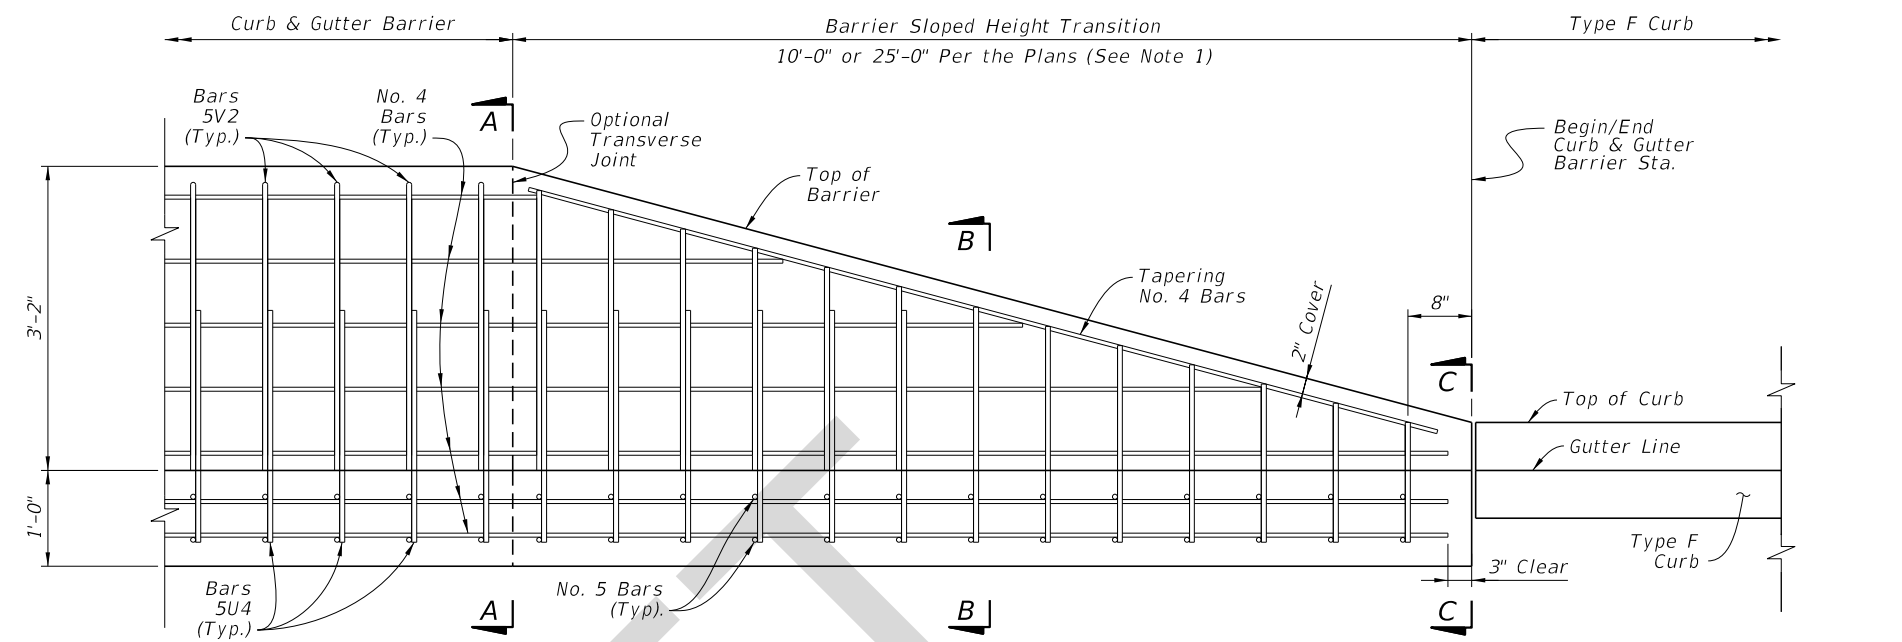 Curb & Gutter Barrier
Barrier Sloped Height Transition
10'-0" or 25'-0" Per the Plans (See Note 1)
Type F Curb
Bars
5V2
(Typ.)
No. 4
Bars
(Typ.)
A
Optional
Transverse
Joint
Begin/End
Curb & Gutter
Barrier Sta.
Top of
Barrier
B
Tapering
No. 4 Bars
2" Cover
8"
3'-2"
C
Top of Curb
Gutter Line
1'-0"
Type F
Curb
3" Clear
Bars
5U4
(Typ.)
No. 5 Bars
(Typ).
A
B
C